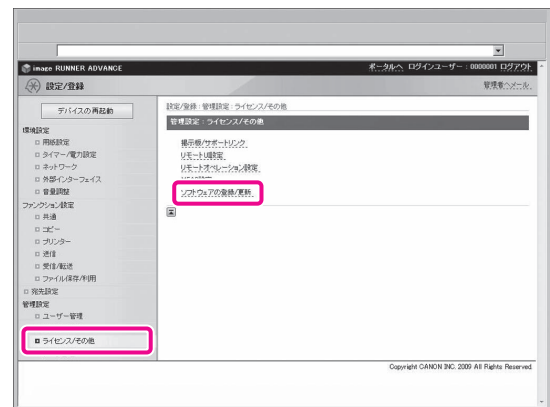 image RUNNER ADVANCE
ポータルへ ログインユーザー : 0000001 ログアウト
設定/登録
管理者へメール
デバイスの再起動
環境設定
用紙設定
タイマー/電力設定
ネットワーク
外部インターフェイス
音量調整
ファンクション設定
共通
コピー
プリンター
送信
受信/転送
ファイル保存/利用
宛先設定
管理設定
ユーザー管理
ライセンス/その他
設定/登録 : 管理設定 : ライセンス/その他
管理設定 : ライセンス/その他
掲示板/サポートリンク
リモートUI設定
リモートオペレーション設定
ソフトウェアの登録/更新
Copyright CANON INC. 2009 All Rights Reserved